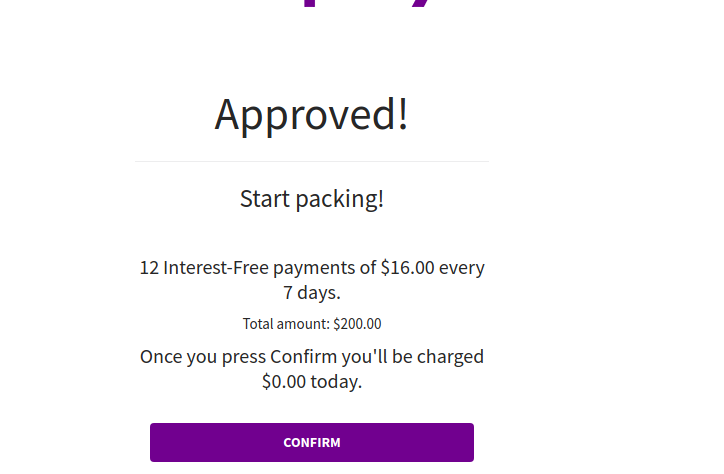 Approved!
Start packing!
12 Interest-Free payments of $16.00 every
7 days.
Total amount: $200.00
Once you press Confirm you'll be charged
$0.00 today.
CONFIRM